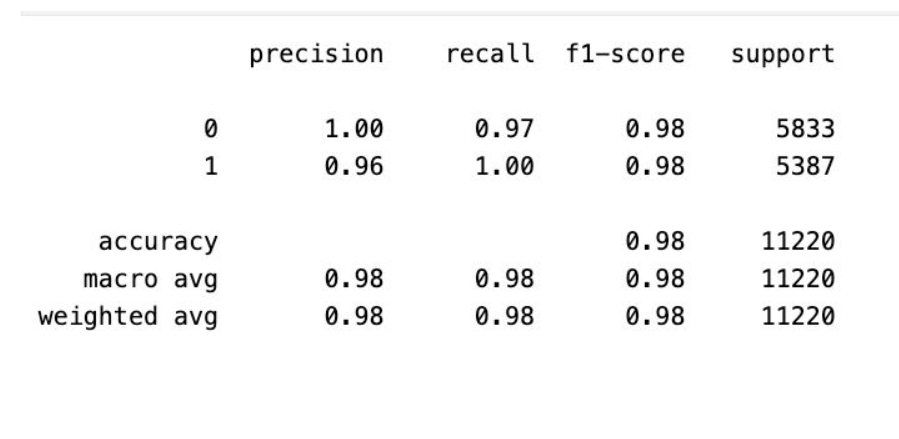 precision recall f1-score support
0 1.00 0.97 0.98 5833
1 0.96 1.00 0.98 5387
accuracy 0.98 11220
macro avg 0.98 0.98 0.98 11220
weighted avg 0.98 0.98 0.98 11220